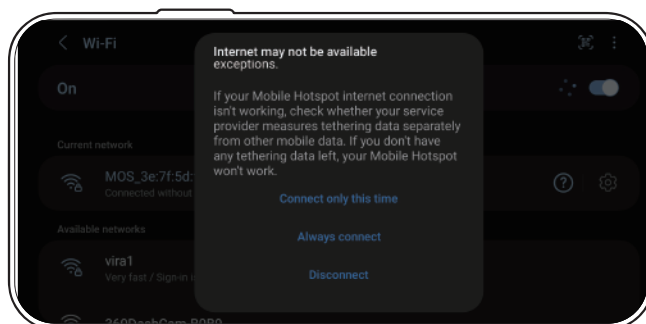 Wi-Fi
Internet may not be available
exceptions.
On
If your Mobile Hotspot internet connection
isn't working, check whether your service
provider measures tethering data separately
from other mobile data. If you don't have
any tethering data left, your Mobile Hotspot
won't work.
Current network
MOS_3e:7f:5d:
Connected without
Connect only this time
Available networks
Always connect
vira1
Very fast / Sign-in
Disconnect
360DashCam